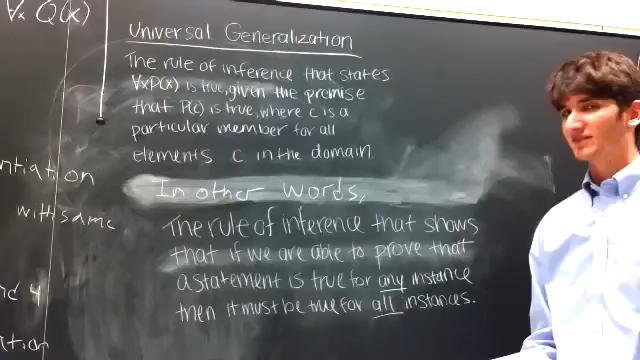 ∀x Q(x)
Universal Generalization
The rule of inference that states
∀xP(x) is true, given the premise
that P(c) is true, where c is a
particular member for all
elements c in the domain.
In other words,
The rule of inference that shows
that if we are able to prove that
a statement is true for any instance
then it must be true for all instances.
ntiation
with same
nd 4
ation